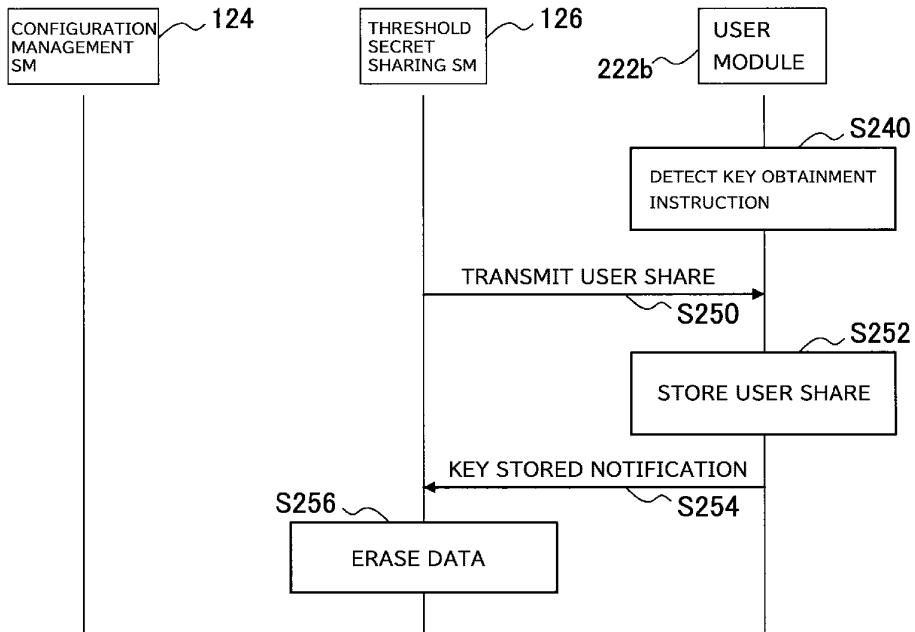 CONFIGURATION
MANAGEMENT
SM
124
THRESHOLD
SECRET
SHARING SM
126
USER
MODULE
222b
S240
DETECT KEY OBTAINMENT
INSTRUCTION
TRANSMIT USER SHARE
S250
S252
STORE USER SHARE
KEY STORED NOTIFICATION
S254
S256
ERASE DATA